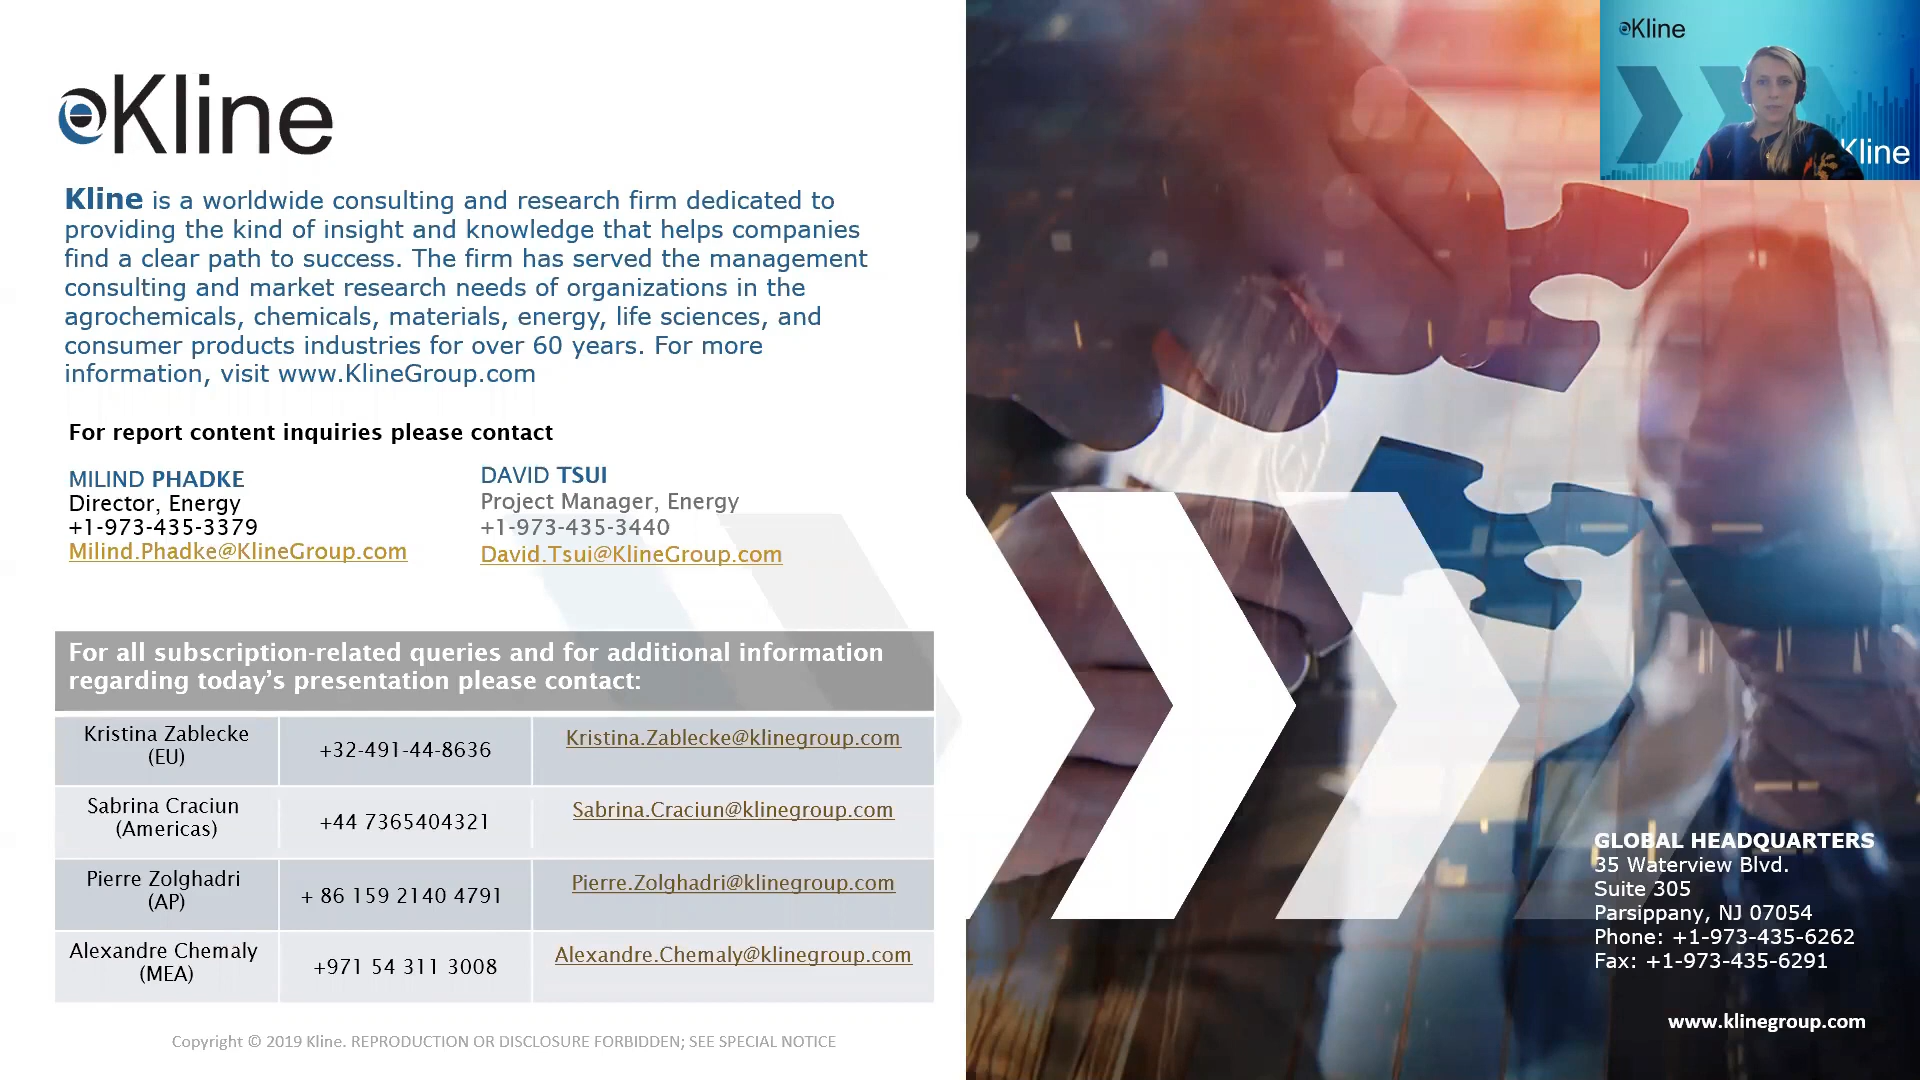 Kline
Kline is a worldwide consulting and research firm dedicated to
providing the kind of insight and knowledge that helps companies
find a clear path to success. The firm has served the management
consulting and market research needs of organizations in the
agrochemicals, chemicals, materials, energy, life sciences, and
consumer products industries for over 60 years. For more
information, visit www.KlineGroup.com
For report content inquiries please contact
MILIND PHADKE
Director, Energy
+1-973-435-3379
Milind.Phadke@KlineGroup.com
DAVID TSUI
Project Manager, Energy
+1-973-435-3440
David.Tsui@KlineGroup.com
For all subscription-related queries and for additional information
regarding today’s presentation please contact:
Kristina Zablecke
(EU)
+32-491-44-8636
Kristina.Zablecke@klinegroup.com
Sabrina Craciun
(Americas)
+44 7365404321
Sabrina.Craciun@klinegroup.com
Pierre Zolghadri
(AP)
+ 86 159 2140 4791
Pierre.Zolghadri@klinegroup.com
Alexandre Chemaly
(MEA)
+971 54 311 3008
Alexandre.Chemaly@klinegroup.com
Copyright © 2019 Kline. REPRODUCTION OR DISCLOSURE FORBIDDEN; SEE SPECIAL NOTICE
Kline
Kline
GLOBAL HEADQUARTERS
35 Waterview Blvd.
Suite 305
Parsippany, NJ 07054
Phone: +1-973-435-6262
Fax: +1-973-435-6291
www.klinegroup.com